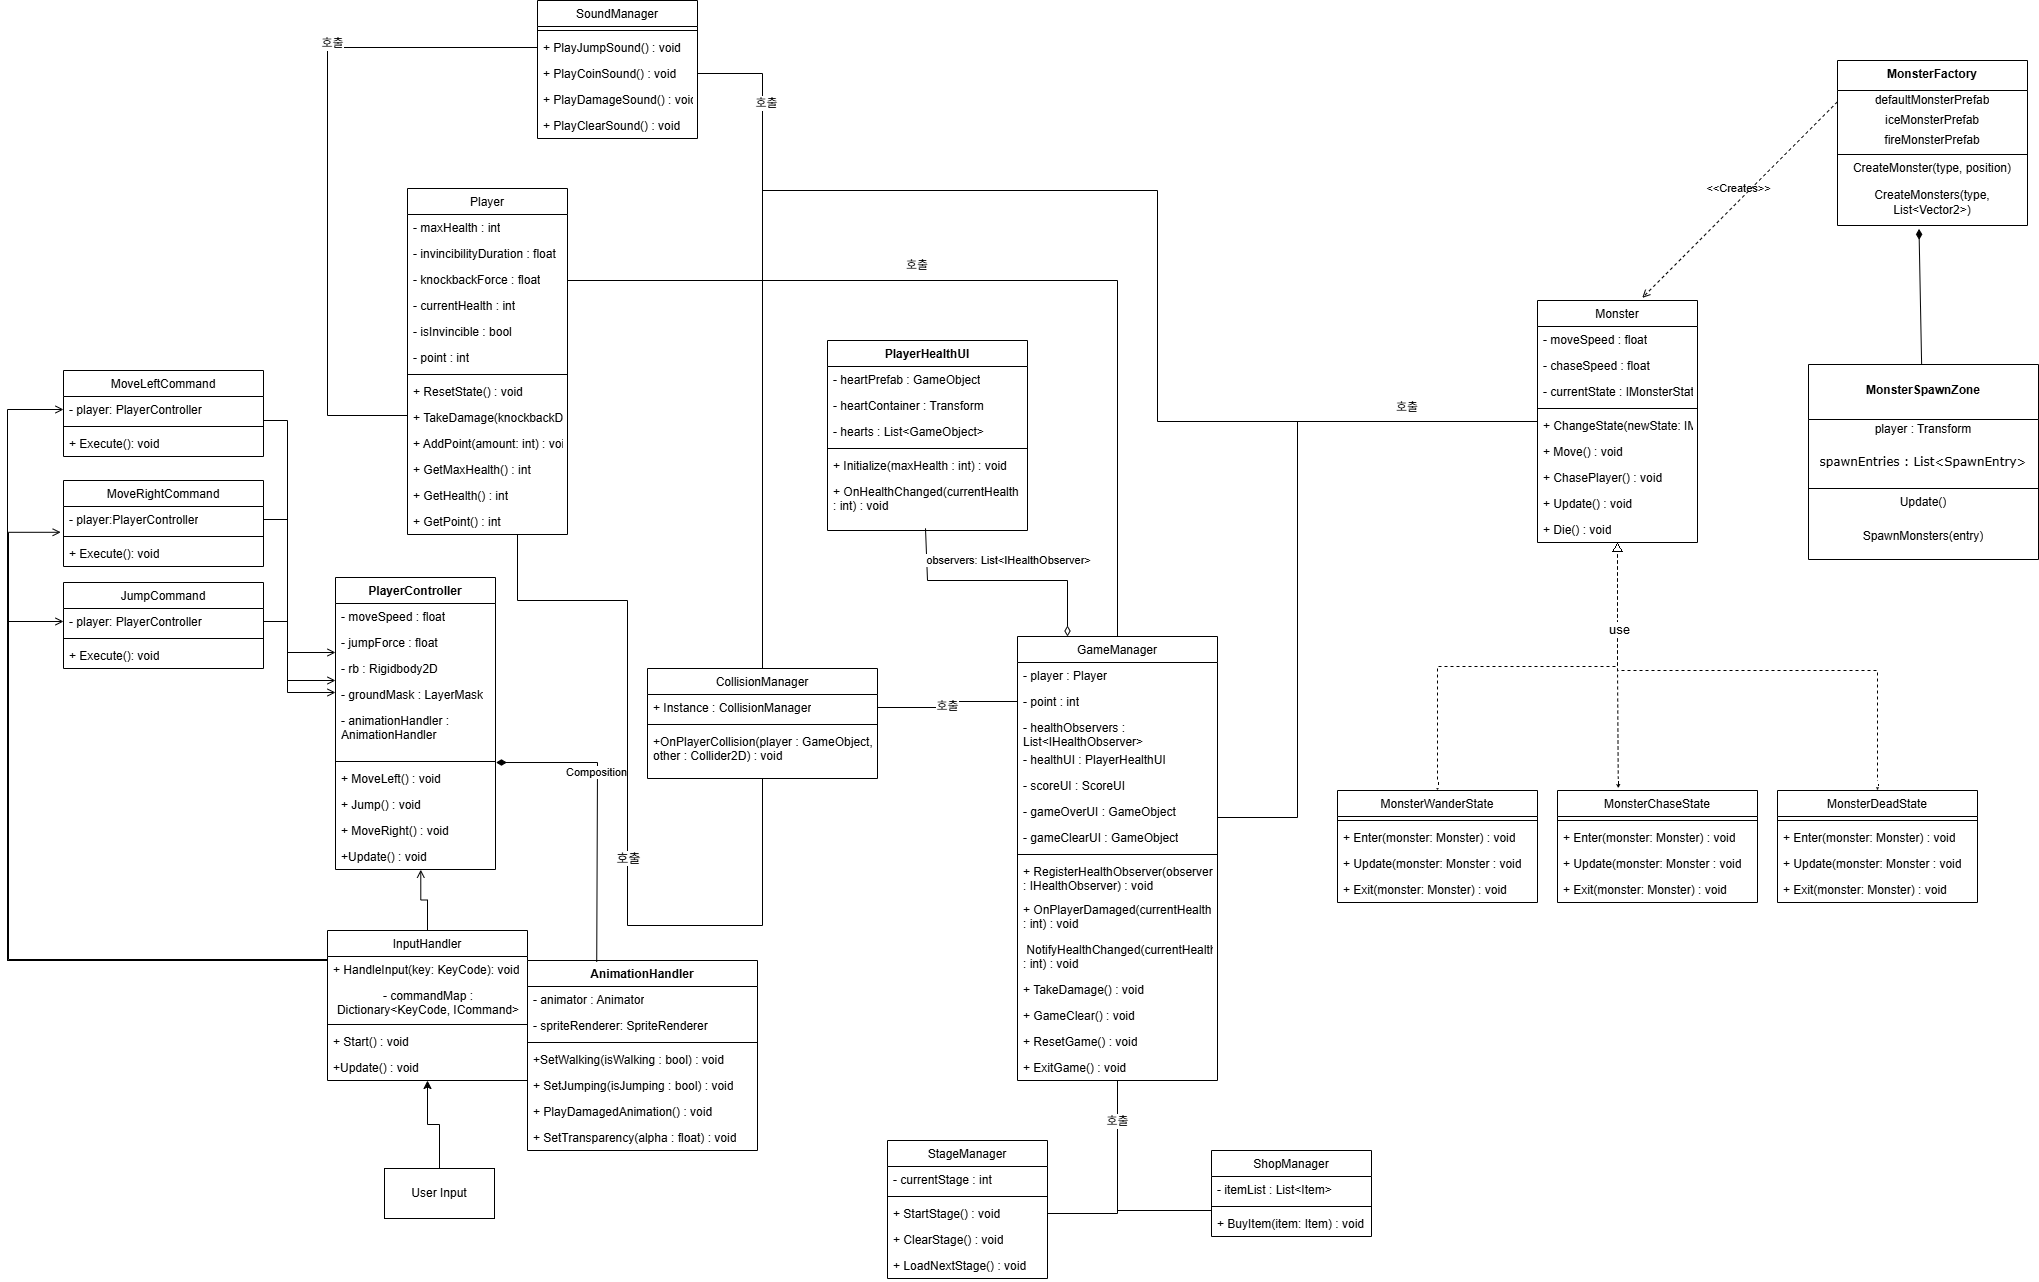 SoundManager
+ PlayJumpSound() : void
+ PlayCoinSound() : void
+ PlayDamageSound() : voic
+ PlayClearSound() : void
호출
호출
MonsterFactory
defaultMonsterPrefab
iceMonsterPrefab
fireMonsterPrefab
CreateMonster(type, position)
CreateMonsters(type,
List<Vector2>)
<<Creates>>
Player
- maxHealth : int
- invincibilityDuration : float
- knockbackForce : float
- currentHealth : int
- isInvincible : bool
- point : int
+ ResetState() : void
+ TakeDamage(knockbackD
+ AddPoint(amount: int) : voi
+ GetMaxHealth() : int
+ GetHealth() : int
+ GetPoint() : int
호출
PlayerHealthUI
- heartPrefab : GameObject
- heartContainer : Transform
- hearts : List<GameObject>
+ Initialize(maxHealth : int) : void
+ OnHealthChanged(currentHealth
: int) : void
observers: List<IHealthObserver>
Monster
- moveSpeed : float
- chaseSpeed : float
- currentState : IMonsterStat
+ ChangeState(newState: IM
+ Move() : void
+ ChasePlayer() : void
+ Update() : void
+ Die() : void
호출
use
MonsterSpawnZone
player : Transform
spawnEntries : List<SpawnEntry>
Update()
SpawnMonsters(entry)
MoveLeftCommand
- player: PlayerController
+ Execute(): void
MoveRightCommand
- player:PlayerController
+ Execute(): void
JumpCommand
- player: PlayerController
+ Execute(): void
PlayerController
- moveSpeed : float
- jumpForce : float
- rb : Rigidbody2D
- groundMask : LayerMask
- animationHandler :
AnimationHandler
+ MoveLeft() : void
+ Jump() : void
+ MoveRight() : void
+Update() : void
Composition
호출
CollisionManager
+ Instance : CollisionManager
+OnPlayerCollision(player : GameObject,
other : Collider2D) : void
호출
GameManager
- player : Player
- point : int
- healthObservers :
List<IHealthObserver>
- healthUI : PlayerHealthUI
- scoreUI : ScoreUI
- gameOverUI : GameObject
- gameClearUI : GameObject
+ RegisterHealthObserver(observer
: IHealthObserver) : void
+ OnPlayerDamaged(currentHealth
: int) : void
NotifyHealthChanged(currentHealth
: int) : void
+ TakeDamage() : void
+ GameClear() : void
+ ResetGame() : void
+ ExitGame() : void
MonsterWanderState
+ Enter(monster: Monster) : void
+ Update(monster: Monster : void
+ Exit(monster: Monster) : void
MonsterChaseState
+ Enter(monster: Monster) : void
+ Update(monster: Monster : void
+ Exit(monster: Monster) : void
MonsterDeadState
+ Enter(monster: Monster) : void
+ Update(monster: Monster : void
+ Exit(monster: Monster) : void
InputHandler
+ HandleInput(key: KeyCode): void
- commandMap :
Dictionary<KeyCode, ICommand>
+ Start() : void
+Update() : void
AnimationHandler
- animator : Animator
- spriteRenderer: SpriteRenderer
+SetWalking(isWalking : bool) : void
+ SetJumping(isJumping : bool) : void
+ PlayDamagedAnimation() : void
+ SetTransparency(alpha : float) : void
User Input
호출
StageManager
- currentStage : int
+ StartStage() : void
+ ClearStage() : void
+ LoadNextStage() : void
ShopManager
- itemList : List<Item>
+ BuyItem(item: Item) : void